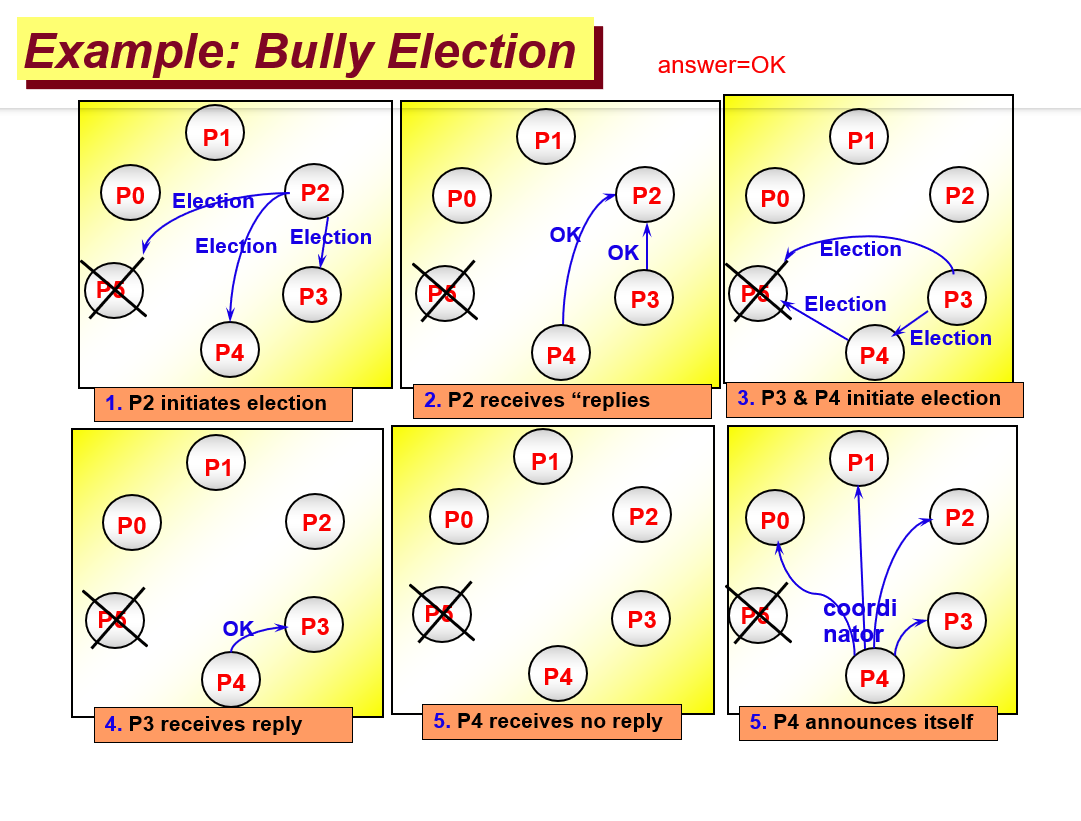 Example: Bully Election
answer=OK
P1
P0
P2
Election
Election
Election
P5
P3
P4
1. P2 initiates election
P1
P0
P2
OK
OK
P5
P3
P4
2. P2 receives “replies
P1
P0
P2
Election
P5
P3
Election
Election
P4
3. P3 & P4 initiate election
P1
P0
P2
P5
OK
P3
P4
4. P3 receives reply
P1
P0
P2
P5
P3
P4
5. P4 receives no reply
P1
P0
P2
P5
coordi
nator
P3
P4
5. P4 announces itself